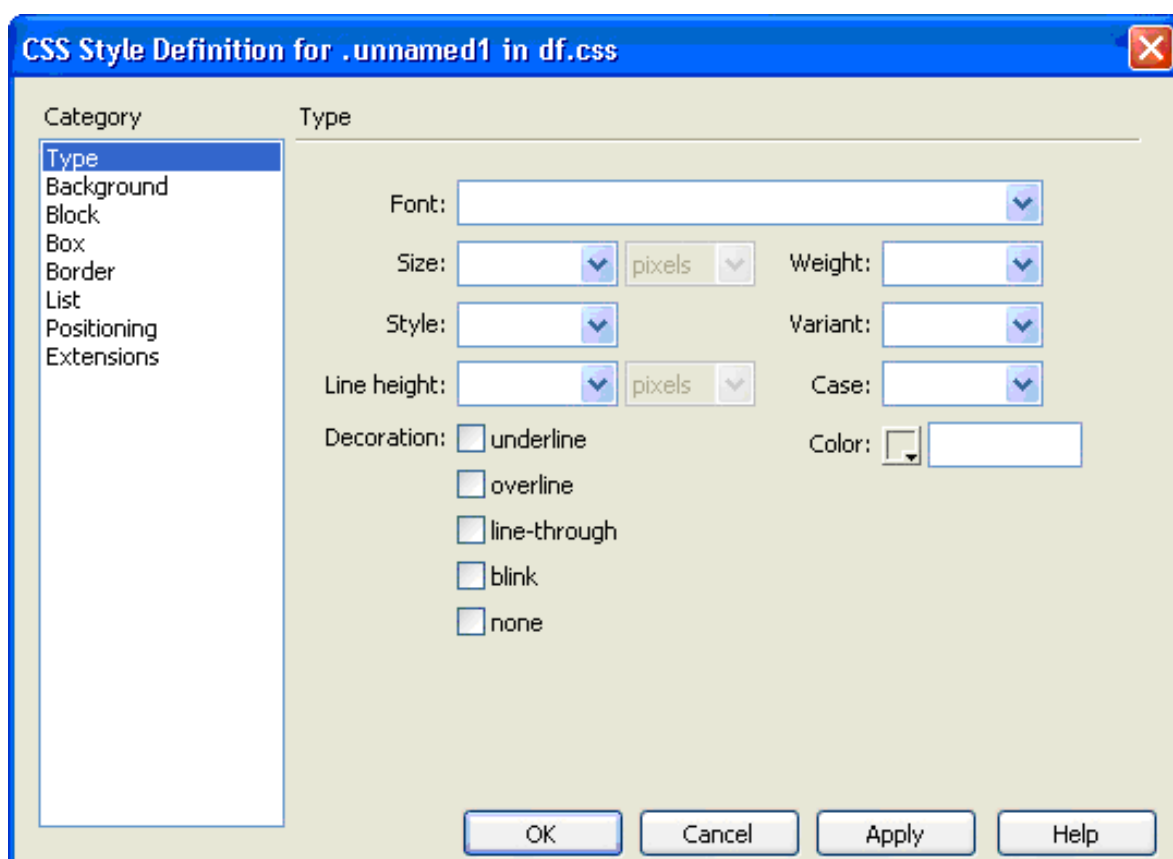 CSS Style Definition for .unnamed1 in df.css
Category
Type
Type
Background
Block
Box
Border
List
Positioning
Extensions
Font:
Size: pixels Weight:
Style: Variant:
Line height: pixels Case:
Decoration: underline Color:
overline
line-through
blink
none
OK Cancel Apply Help